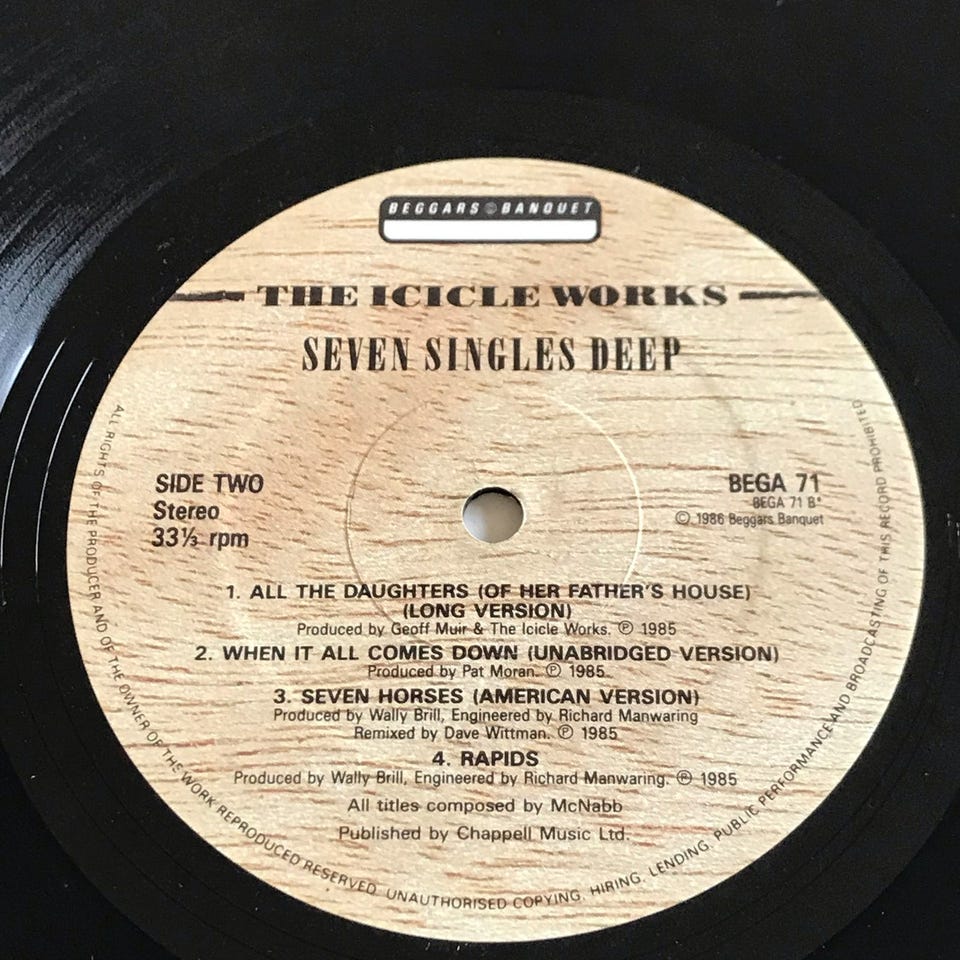 BEGGARS BANQUET
THE ICICLE WORKS
SEVEN SINGLES DEEP
SIDE TWO
Stereo
33⅓ rpm
BEGA 71
BEGA 71 B*
© 1986 Beggars Banquet
1. ALL THE DAUGHTERS (OF HER FATHER'S HOUSE)
(LONG VERSION)
Produced by Geoff Muir & The Icicle Works. ℗ 1985
2. WHEN IT ALL COMES DOWN (UNABRIDGED VERSION)
Produced by Pat Moran. ℗ 1985
3. SEVEN HORSES (AMERICAN VERSION)
Produced by Wally Brill, Engineered by Richard Manwaring
Remixed by Dave Wittman. ℗ 1985
4. RAPIDS
Produced by Wally Brill, Engineered by Richard Manwaring. ℗ 1985
All titles composed by McNabb
Published by Chappell Music Ltd.
ALL RIGHTS OF THE PRODUCER AND OF THE OWNER OF THE WORK REPRODUCED RESERVED. UNAUTHORISED COPYING, HIRING, LENDING, PUBLIC PERFORMANCE AND BROADCASTING OF THIS RECORD PROHIBITED